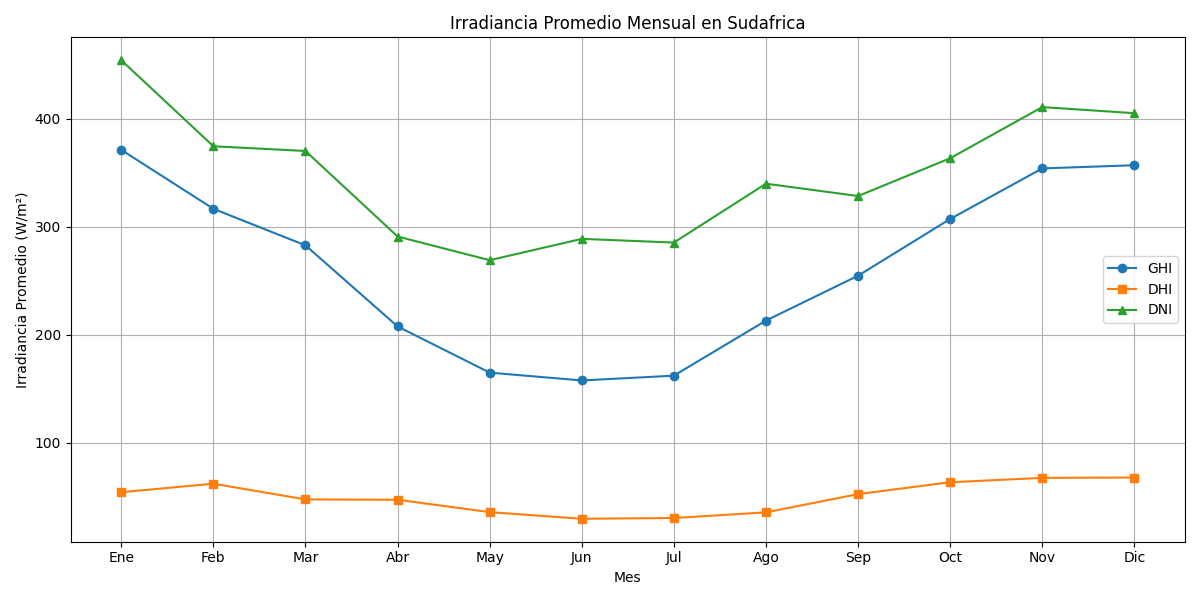 Irradiancia Promedio Mensual en Sudafrica
Irradiancia Promedio (W/m²)
400
300
200
100
GHI
DHI
DNI
Ene Feb Mar Abr May Jun Jul Ago Sep Oct Nov Dic
Mes